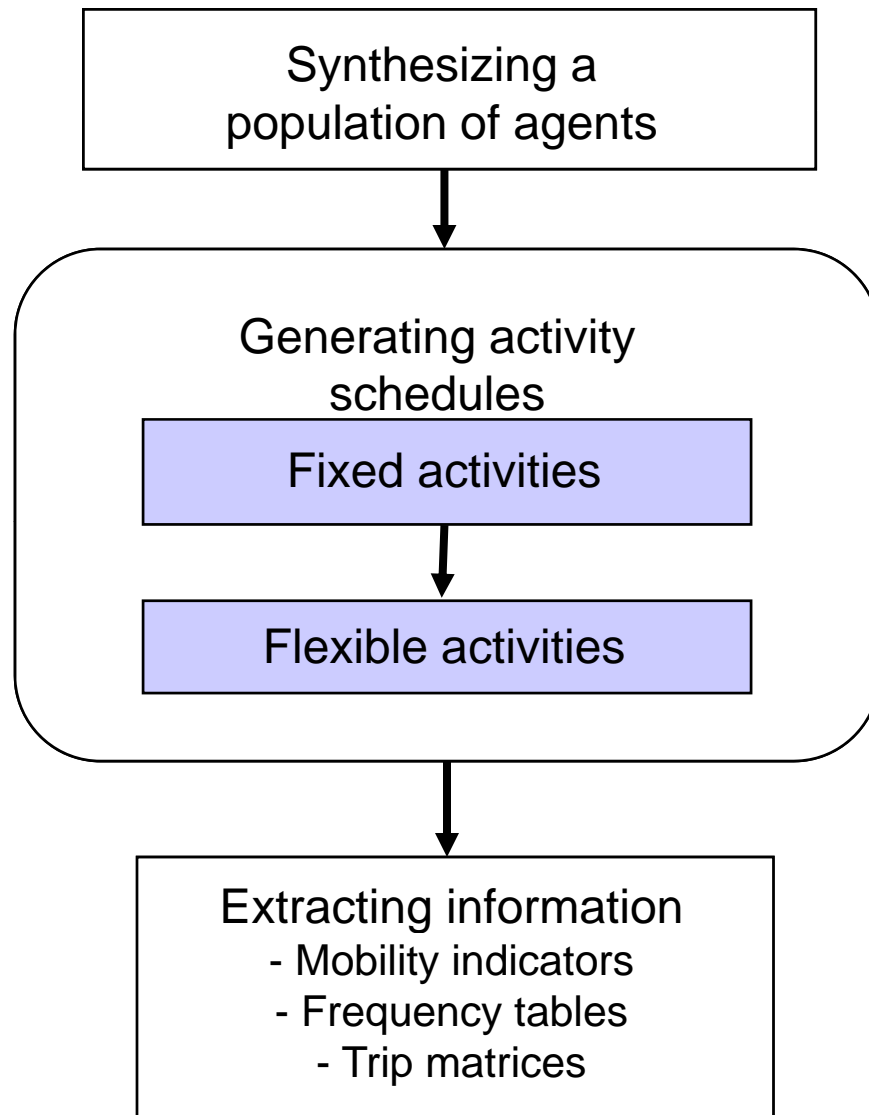 Synthesizing a
population of agents
Generating activity
schedules
Fixed activities
Flexible activities
Extracting information
- Mobility indicators
- Frequency tables
- Trip matrices